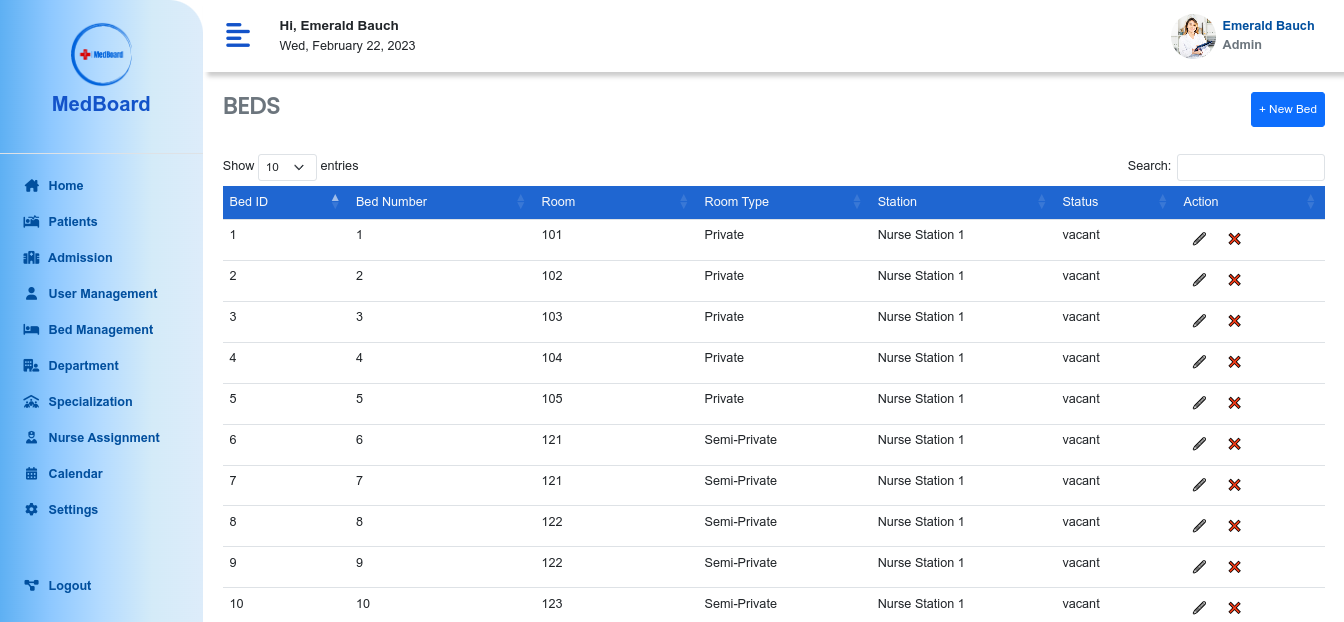 MedBoard
MedBoard
Hi, Emerald Bauch
Wed, February 22, 2023
Emerald Bauch
Admin
Home
Patients
Admission
User Management
Bed Management
Department
Specialization
Nurse Assignment
Calendar
Settings
Logout
BEDS
+ New Bed
Show 10 entries
Search:
Bed ID Bed Number Room Room Type Station Status Action
1 1 101 Private Nurse Station 1 vacant
2 2 102 Private Nurse Station 1 vacant
3 3 103 Private Nurse Station 1 vacant
4 4 104 Private Nurse Station 1 vacant
5 5 105 Private Nurse Station 1 vacant
6 6 121 Semi-Private Nurse Station 1 vacant
7 7 121 Semi-Private Nurse Station 1 vacant
8 8 122 Semi-Private Nurse Station 1 vacant
9 9 122 Semi-Private Nurse Station 1 vacant
10 10 123 Semi-Private Nurse Station 1 vacant